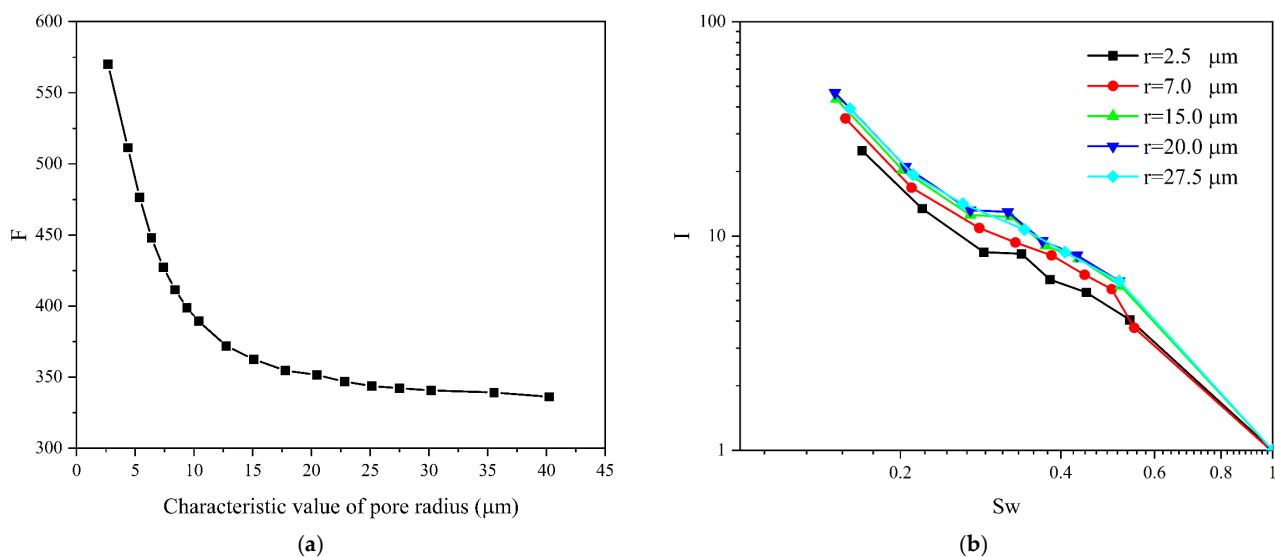 600
550
500
450
400
350
300
F
0 5 10 15 20 25 30 35 40 45
Characteristic value of pore radius (μm)
(a)
100
10
1
I
r=2.5 μm
r=7.0 μm
r=15.0 μm
r=20.0 μm
r=27.5 μm
0.2 0.4 0.6 0.8 1
Sw
(b)